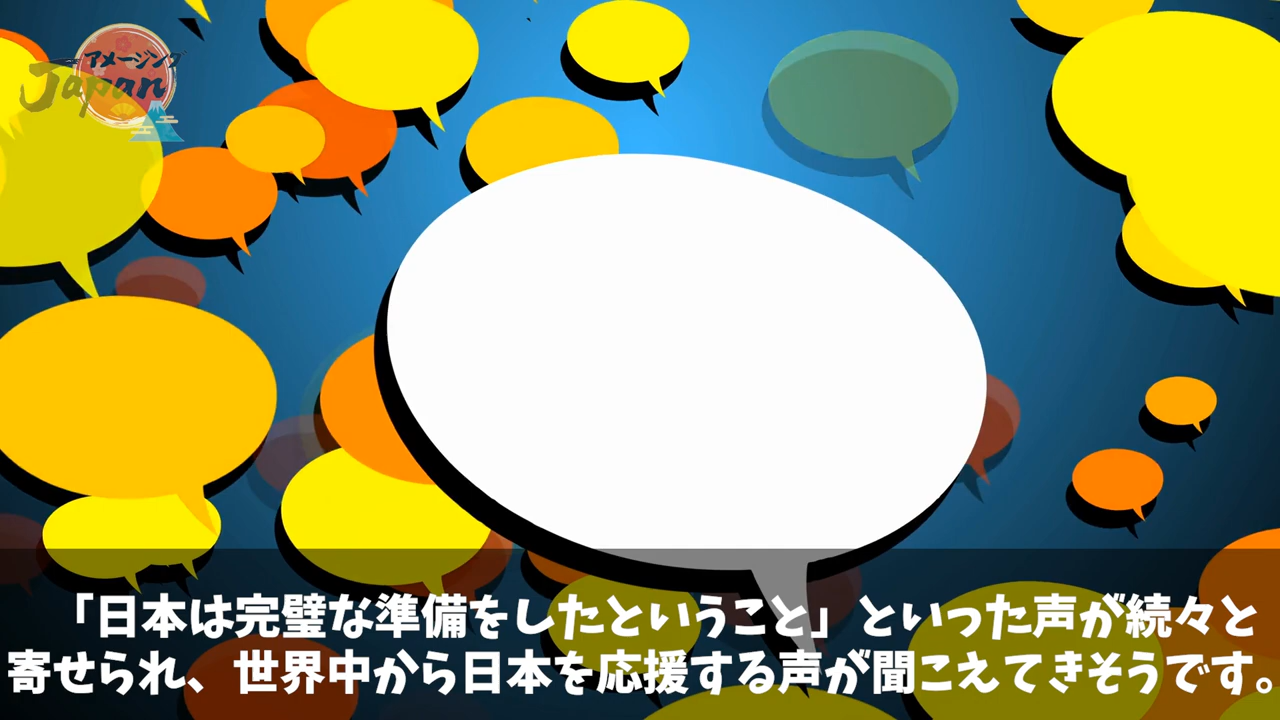 アメージング
Japan
「日本は完璧な準備をしたということ」といった声が続々と
寄せられ、世界中から日本を応援する声が聞こえてきそうです。